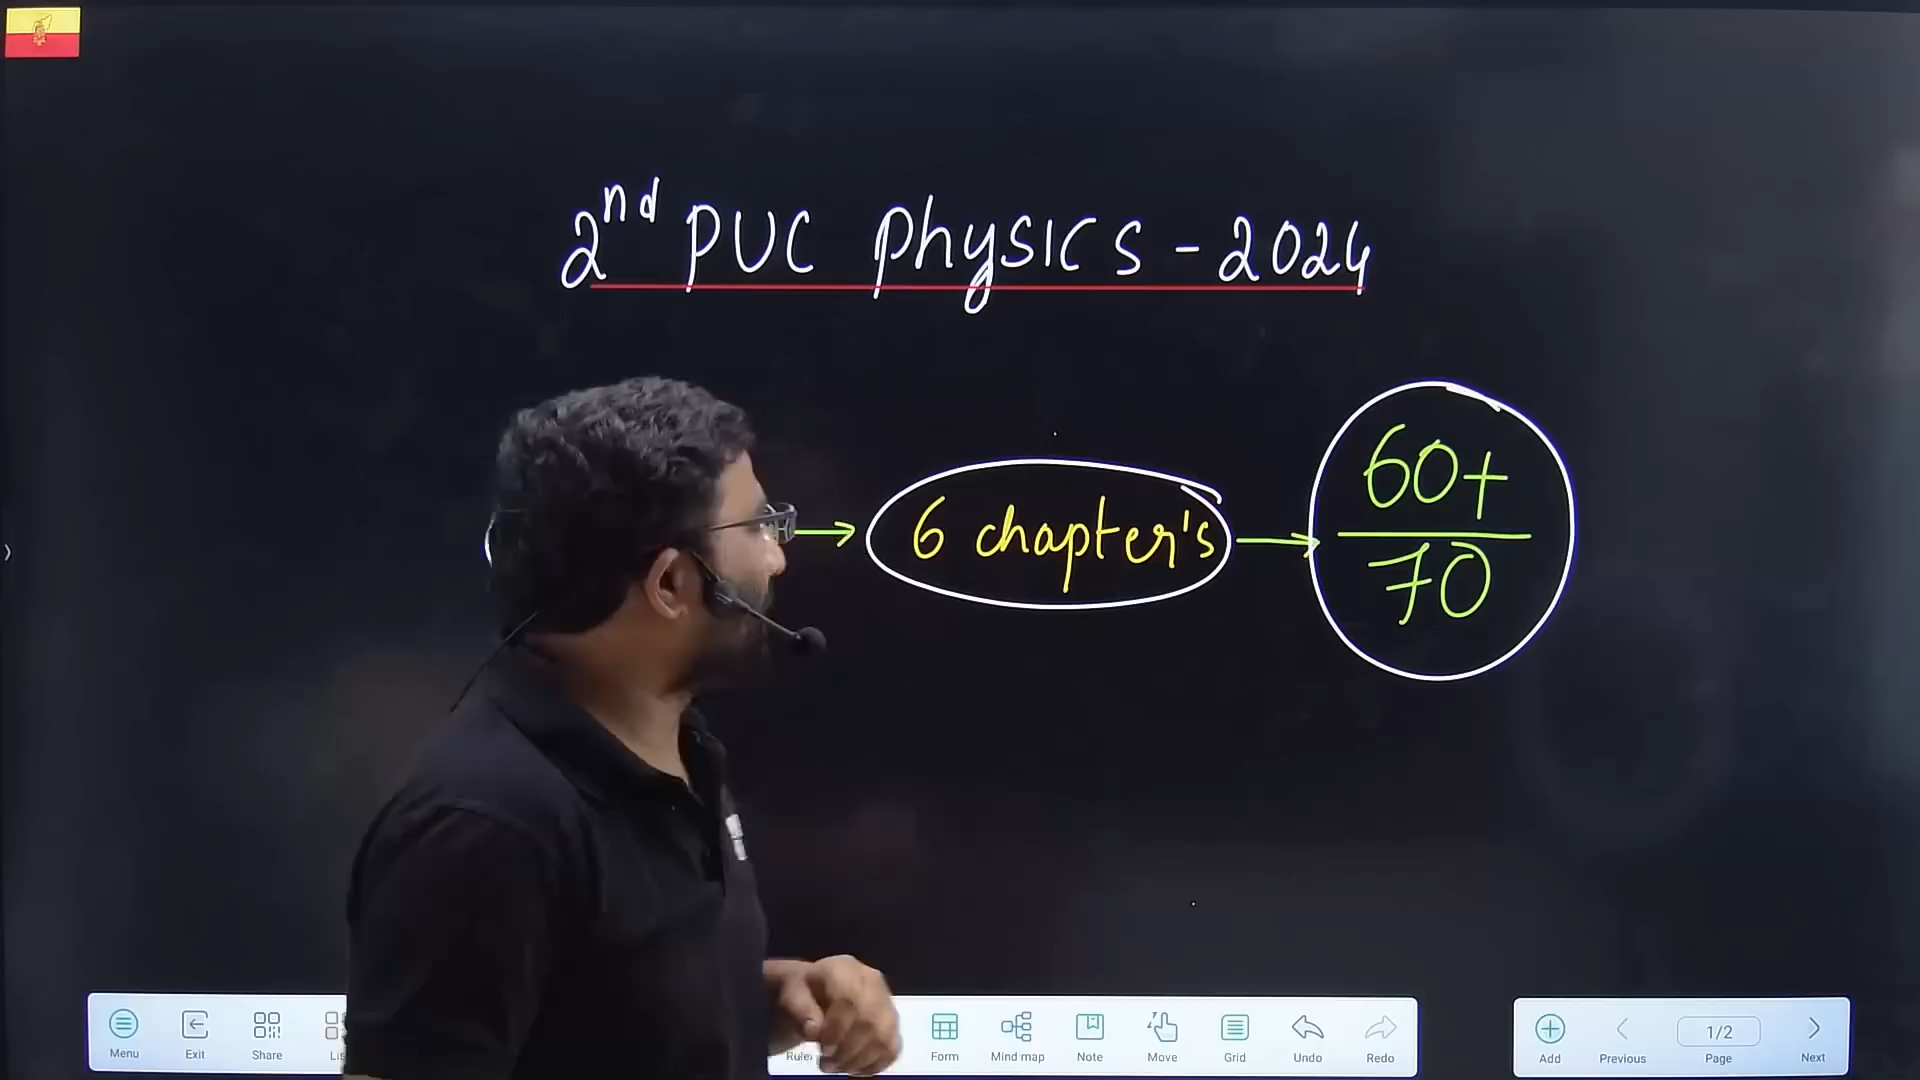 2nd PUC Physics - 2024
6 chapter's
60+
70
Menu
Exit
Share
Ruler
Form
Mind map
Note
Move
Grid
Undo
Redo
Add
Previous
1/2
Page
Next